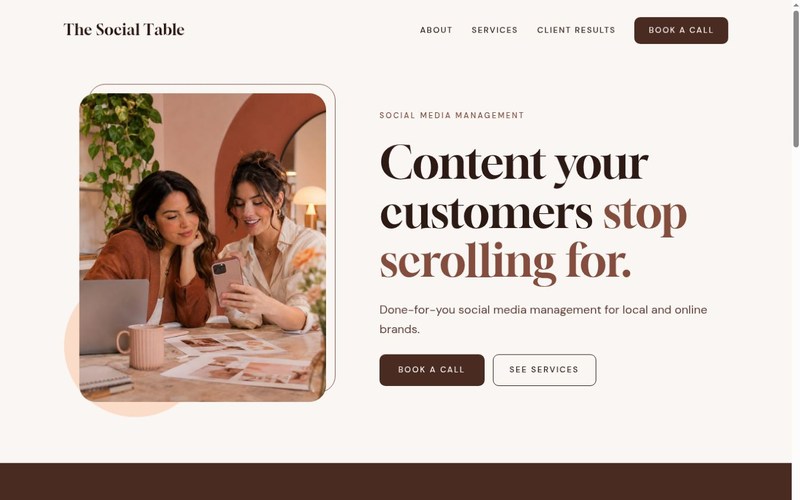 The Social Table
ABOUT
SERVICES
CLIENT RESULTS
BOOK A CALL
SOCIAL MEDIA MANAGEMENT
Content your
customers stop
scrolling for.
Done-for-you social media management for local and online
brands.
BOOK A CALL
SEE SERVICES